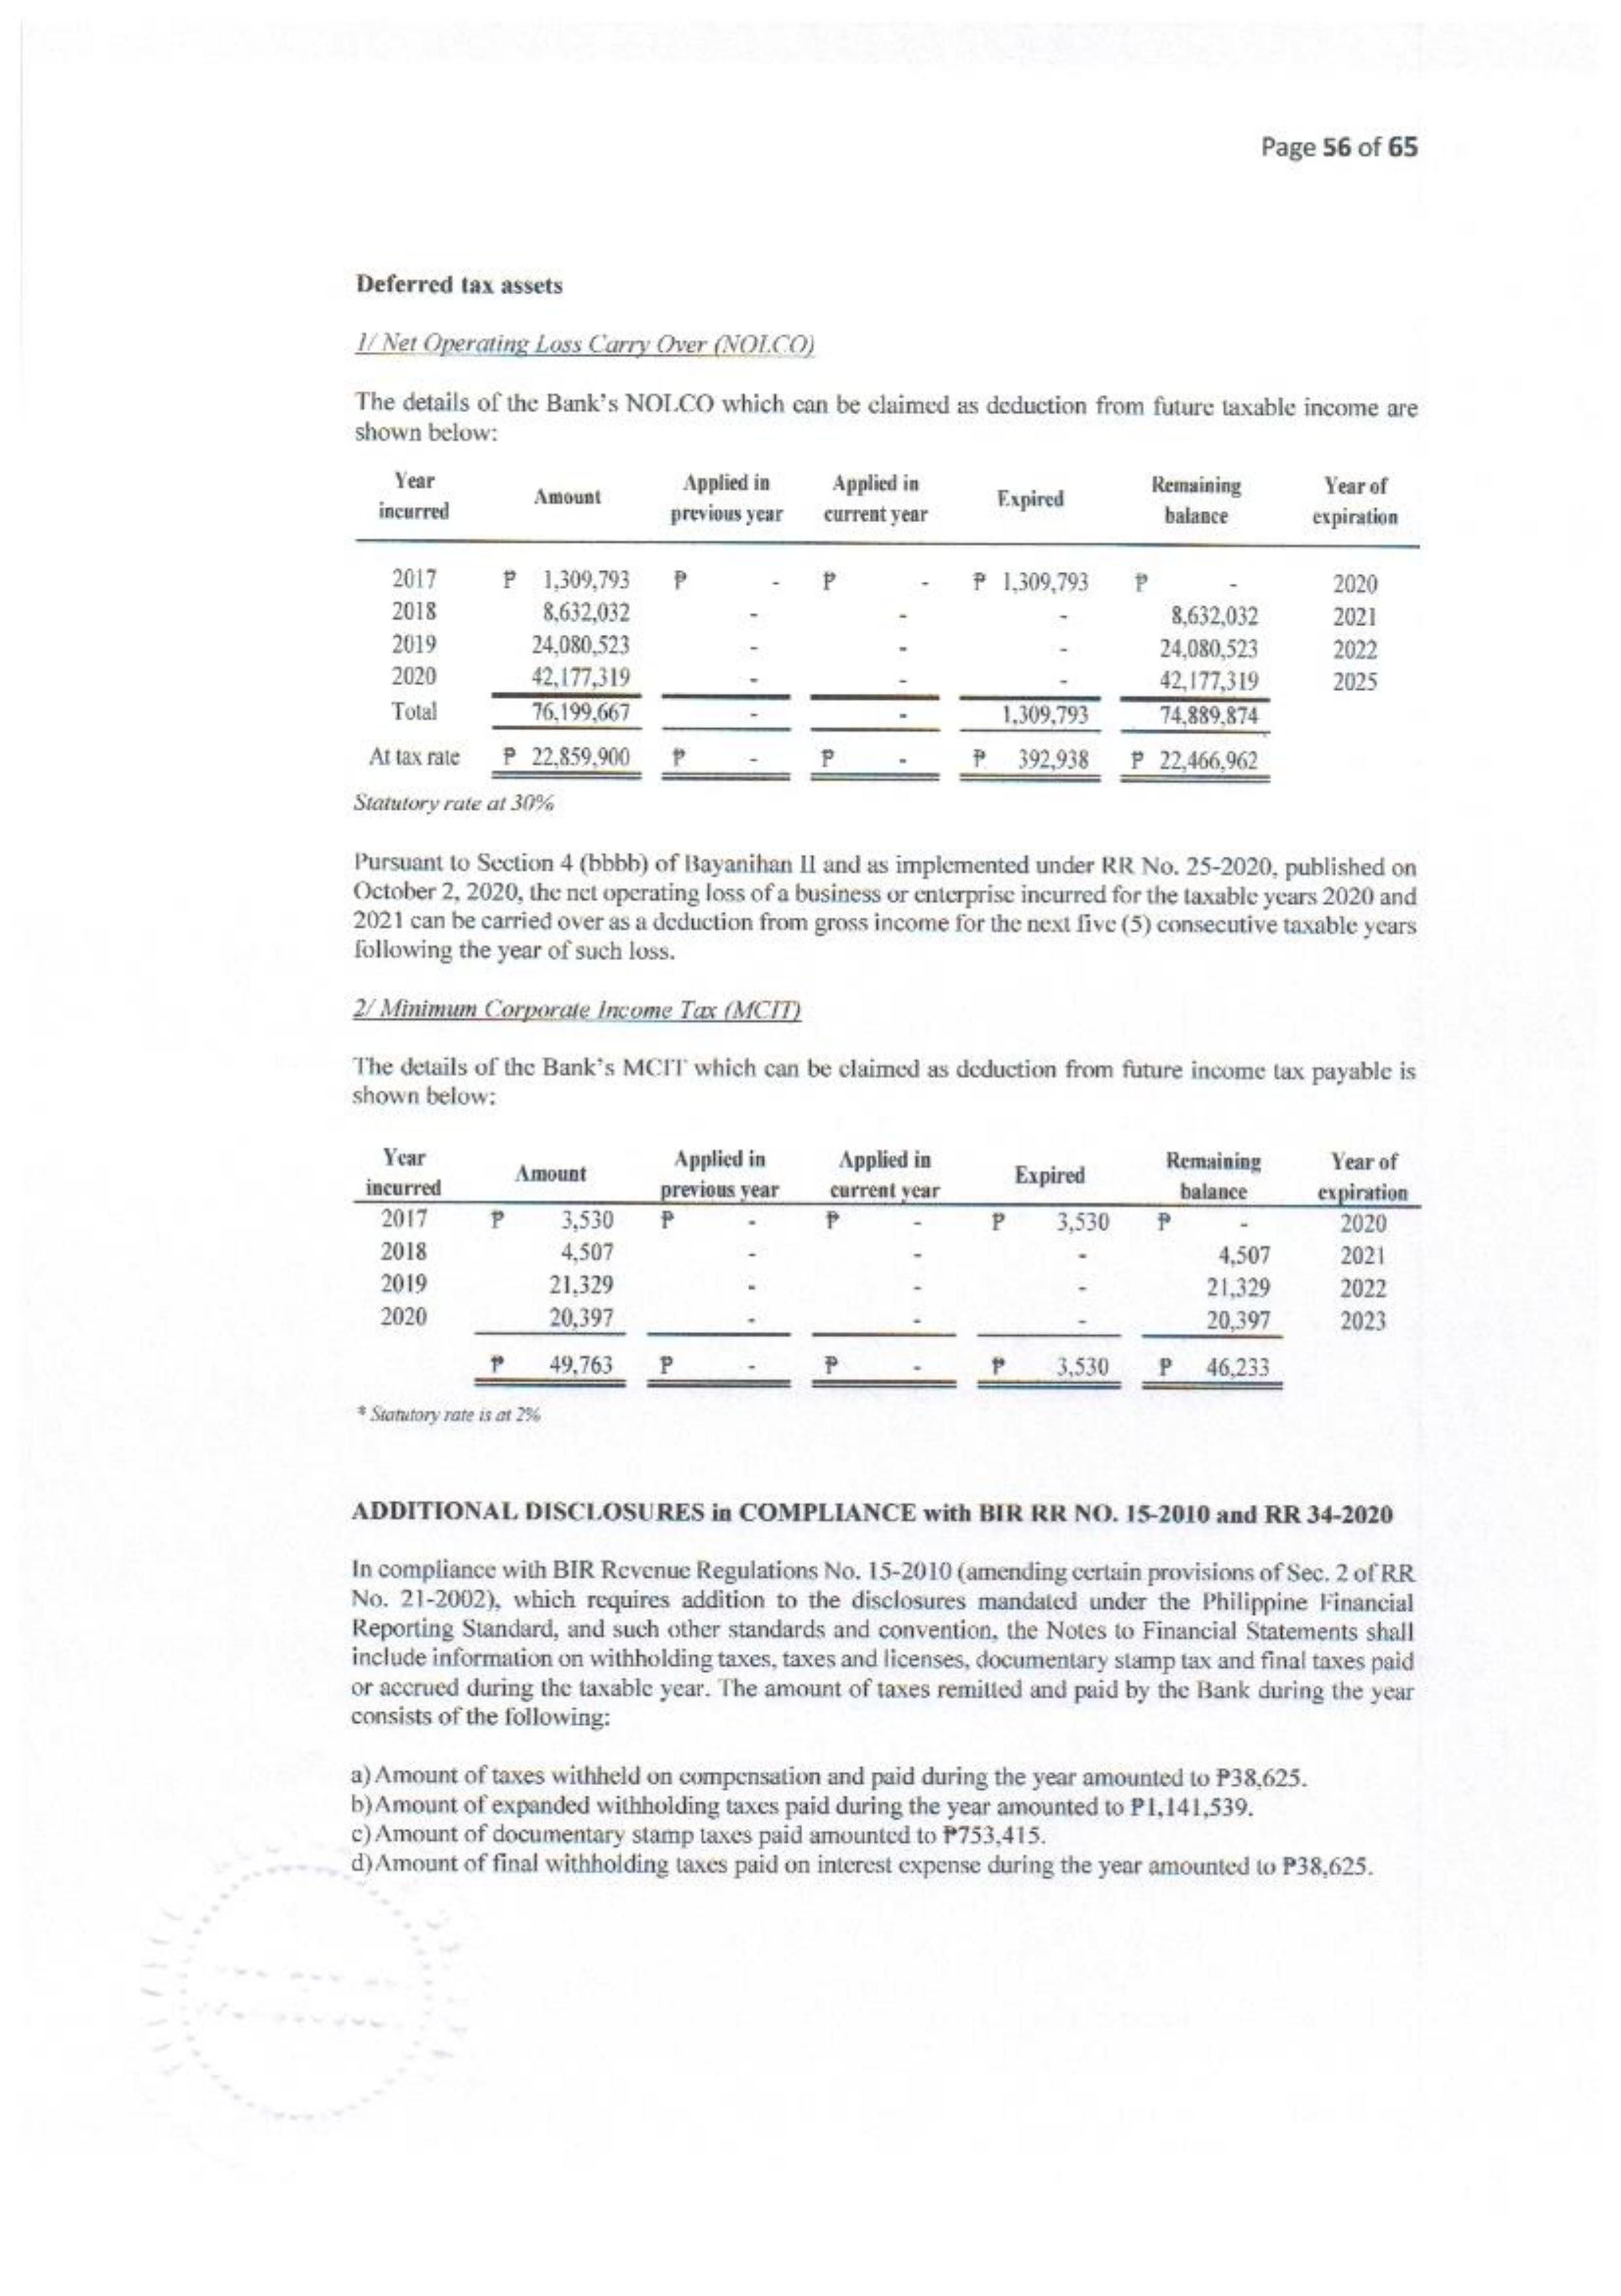 Page 56 of 65
Deferred tax assets
1/ Net Operating Loss Carry Over (NOLCO)
The details of the Bank's NOLCO which can be claimed as deduction from future taxable income are
shown below:
Year incurred Amount Applied in previous year Applied in current year Expired Remaining balance Year of expiration
2017 ₱ 1,309,793 ₱ - ₱ - ₱ 1,309,793 ₱ - 2020
2018 8,632,032 - - - 8,632,032 2021
2019 24,080,523 - - - 24,080,523 2022
2020 42,177,319 - - - 42,177,319 2025
Total 76,199,667 - - 1,309,793 74,889,874
At tax rate ₱ 22,859,900 ₱ - ₱ - ₱ 392,938 ₱ 22,466,962
Statutory rate at 30%
Pursuant to Section 4 (bbbb) of Bayanihan II and as implemented under RR No. 25-2020, published on
October 2, 2020, the net operating loss of a business or enterprise incurred for the taxable years 2020 and
2021 can be carried over as a deduction from gross income for the next five (5) consecutive taxable years
following the year of such loss.
2/ Minimum Corporate Income Tax (MCIT)
The details of the Bank's MCIT which can be claimed as deduction from future income tax payable is
shown below:
Year incurred Amount Applied in previous year Applied in current year Expired Remaining balance Year of expiration
2017 ₱ 3,530 ₱ - ₱ - ₱ 3,530 ₱ - 2020
2018 4,507 - - - 4,507 2021
2019 21,329 - - - 21,329 2022
2020 20,397 - - - 20,397 2023
₱ 49,763 ₱ - ₱ - ₱ 3,530 ₱ 46,233
* Statutory rate is at 2%
ADDITIONAL DISCLOSURES in COMPLIANCE with BIR RR NO. 15-2010 and RR 34-2020
In compliance with BIR Revenue Regulations No. 15-2010 (amending certain provisions of Sec. 2 of RR
No. 21-2002), which requires addition to the disclosures mandated under the Philippine Financial
Reporting Standard, and such other standards and convention, the Notes to Financial Statements shall
include information on withholding taxes, taxes and licenses, documentary stamp tax and final taxes paid
or accrued during the taxable year. The amount of taxes remitted and paid by the Bank during the year
consists of the following:
a) Amount of taxes withheld on compensation and paid during the year amounted to ₱38,625.
b) Amount of expanded withholding taxes paid during the year amounted to ₱1,141,539.
c) Amount of documentary stamp taxes paid amounted to ₱753,415.
d) Amount of final withholding taxes paid on interest expense during the year amounted to ₱38,625.